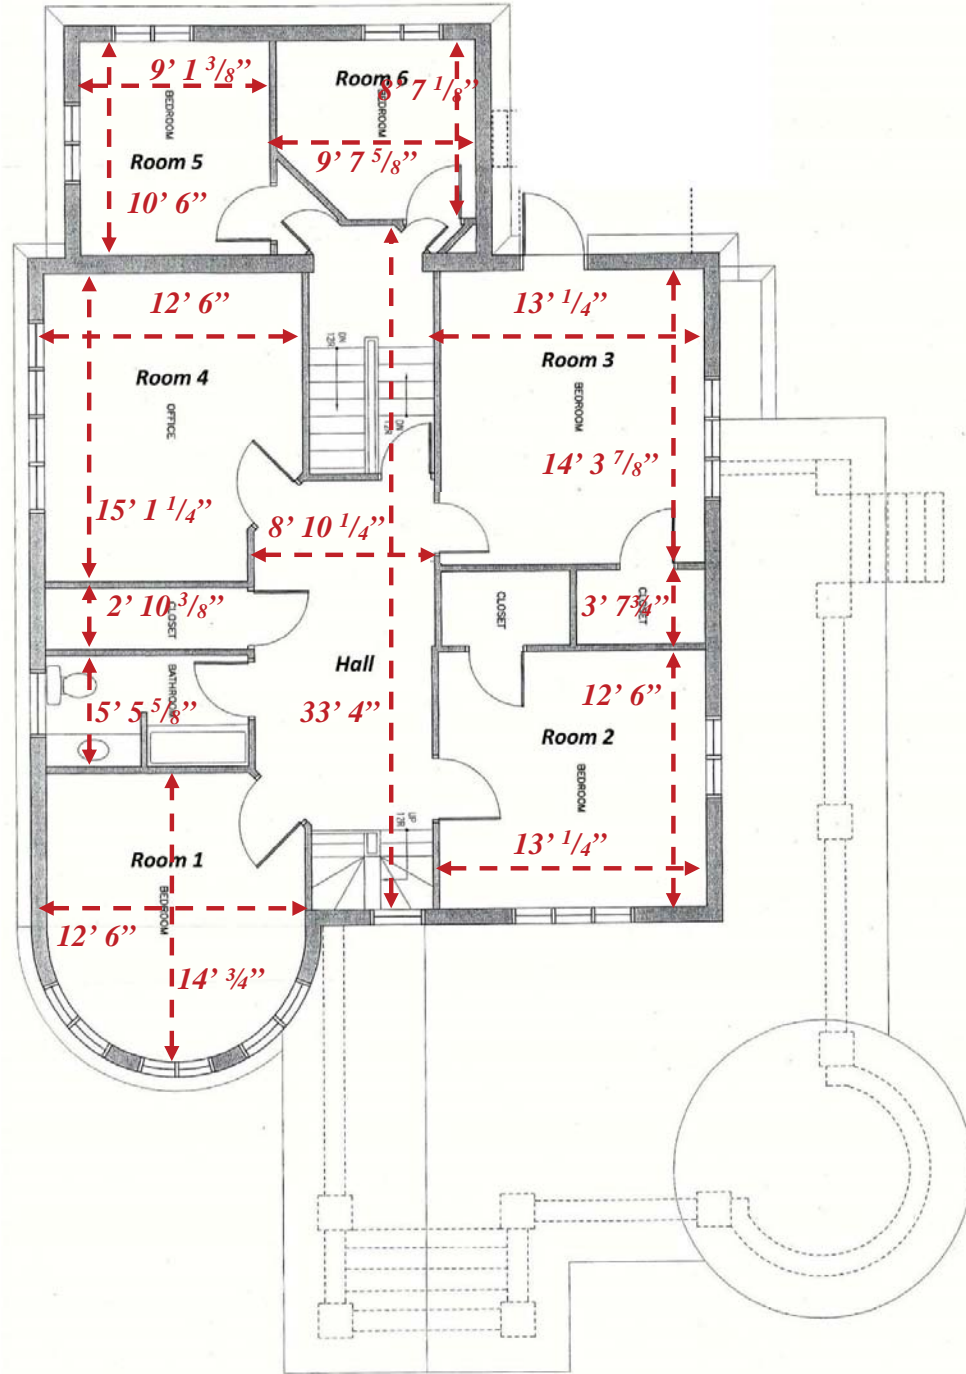 9’ 1 3/8”
Room 6
8’ 7 1/8”
BEDROOM
BEDROOM
Room 5
9’ 7 5/8”
10’ 6”
12’ 6”
13’ 1/4”
DN
12R
Room 3
Room 4
BEDROOM
OFFICE
DN
12R
14’ 3 7/8”
15’ 1 1/4”
8’ 10 1/4”
2’ 10 3/8”
CLOSET
CLOSET
3’ 7 3/4”
CLOSET
Hall
BATHROOM
12’ 6”
5’ 5 5/8”
33’ 4”
Room 2
BEDROOM
UP
12R
13’ 1/4”
Room 1
BEDROOM
12’ 6”
14’ 3/4”